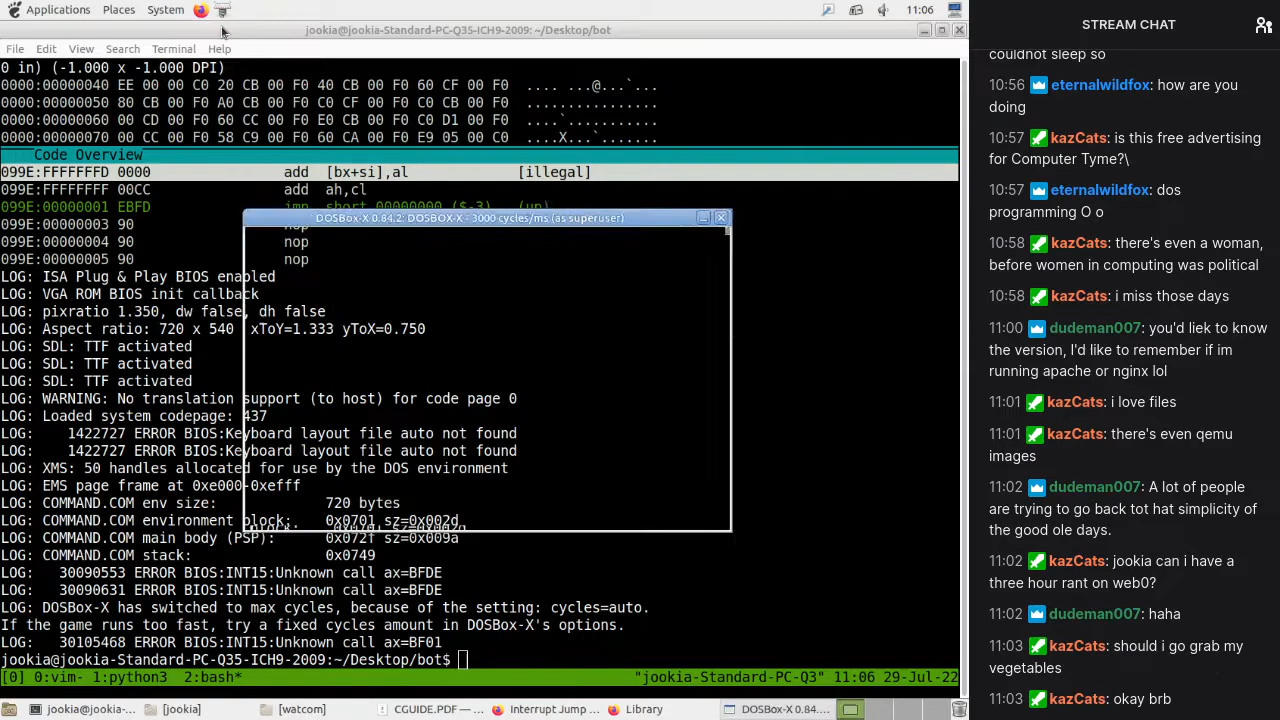 Applications Places System 11:06
jookia@jookia-Standard-PC-Q35-ICH9-2009: ~/Desktop/bot
File Edit View Search Terminal Help
0 in) (-1.000 x -1.000 DPI)
0000:00000040 EE 00 00 C0 20 CB 00 F0 40 CB 00 F0 60 CF 00 F0 .... ...@...`...
0000:00000050 80 CB 00 F0 A0 CB 00 F0 C0 CF 00 F0 C0 CB 00 F0 ................
0000:00000060 00 CD 00 F0 60 CC 00 F0 E0 CB 00 F0 C0 D1 00 F0 ....`...........
0000:00000070 00 CC 00 F0 58 C9 00 F0 60 CA 00 F0 E9 05 00 C0 ....X...`.......
Code Overview
099E:FFFFFFFD 0000 add [bx+si],al [illegal]
099E:FFFFFFFF 00CC add ah,cl
099E:00000001 EBFD jmp short 00000000 ($-3) (up)
099E:00000003 90 nop
099E:00000004 90 nop
099E:00000005 90 nop
DOSBox-X 0.84.2: DOSBOX-X - 3000 cycles/ms (as superuser)
LOG: ISA Plug & Play BIOS enabled
LOG: VGA ROM BIOS init callback
LOG: pixratio 1.350, dw false, dh false
LOG: Aspect ratio: 720 x 540 xToY=1.333 yToX=0.750
LOG: SDL: TTF activated
LOG: SDL: TTF activated
LOG: SDL: TTF activated
LOG: WARNING: No translation support (to host) for code page 0
LOG: Loaded system codepage: 437
LOG: 1422727 ERROR BIOS:Keyboard layout file auto not found
LOG: 1422727 ERROR BIOS:Keyboard layout file auto not found
LOG: XMS: 50 handles allocated for use by the DOS environment
LOG: EMS page frame at 0xe000-0xefff
LOG: COMMAND.COM env size: 720 bytes
LOG: COMMAND.COM environment block: 0x0701 sz=0x002d
LOG: COMMAND.COM main body (PSP): 0x072f sz=0x009a
LOG: COMMAND.COM stack: 0x0749
LOG: 30090553 ERROR BIOS:INT15:Unknown call ax=BFDE
LOG: 30090631 ERROR BIOS:INT15:Unknown call ax=BFDE
LOG: DOSBox-X has switched to max cycles, because of the setting: cycles=auto.
If the game runs too fast, try a fixed cycles amount in DOSBox-X's options.
LOG: 30105468 ERROR BIOS:INT15:Unknown call ax=BF01
jookia@jookia-Standard-PC-Q35-ICH9-2009:~/Desktop/bot$
[0] 0:vim- 1:python3 2:bash* "jookia-Standard-PC-Q3" 11:06 29-Jul-22
jookia@jookia-... [jookia] [watcom] CGUIDE.PDF —... Interrupt Jump ... Library DOSBox-X 0.84....
STREAM CHAT
couldnot sleep so
10:56 eternalwildfox: how are you
doing
10:57 kazCats: is this free advertising
for Computer Tyme?\
10:57 eternalwildfox: dos
programming O o
10:58 kazCats: there's even a woman,
before women in computing was political
10:58 kazCats: i miss those days
11:00 dudeman007: you'd liek to know
the version, I'd like to remember if im
running apache or nginx lol
11:01 kazCats: i love files
11:01 kazCats: there's even qemu
images
11:02 dudeman007: A lot of people
are trying to go back tot hat simplicity of
the good ole days.
11:02 kazCats: jookia can i have a
three hour rant on web0?
11:02 dudeman007: haha
11:03 kazCats: should i go grab my
vegetables
11:03 kazCats: okay brb